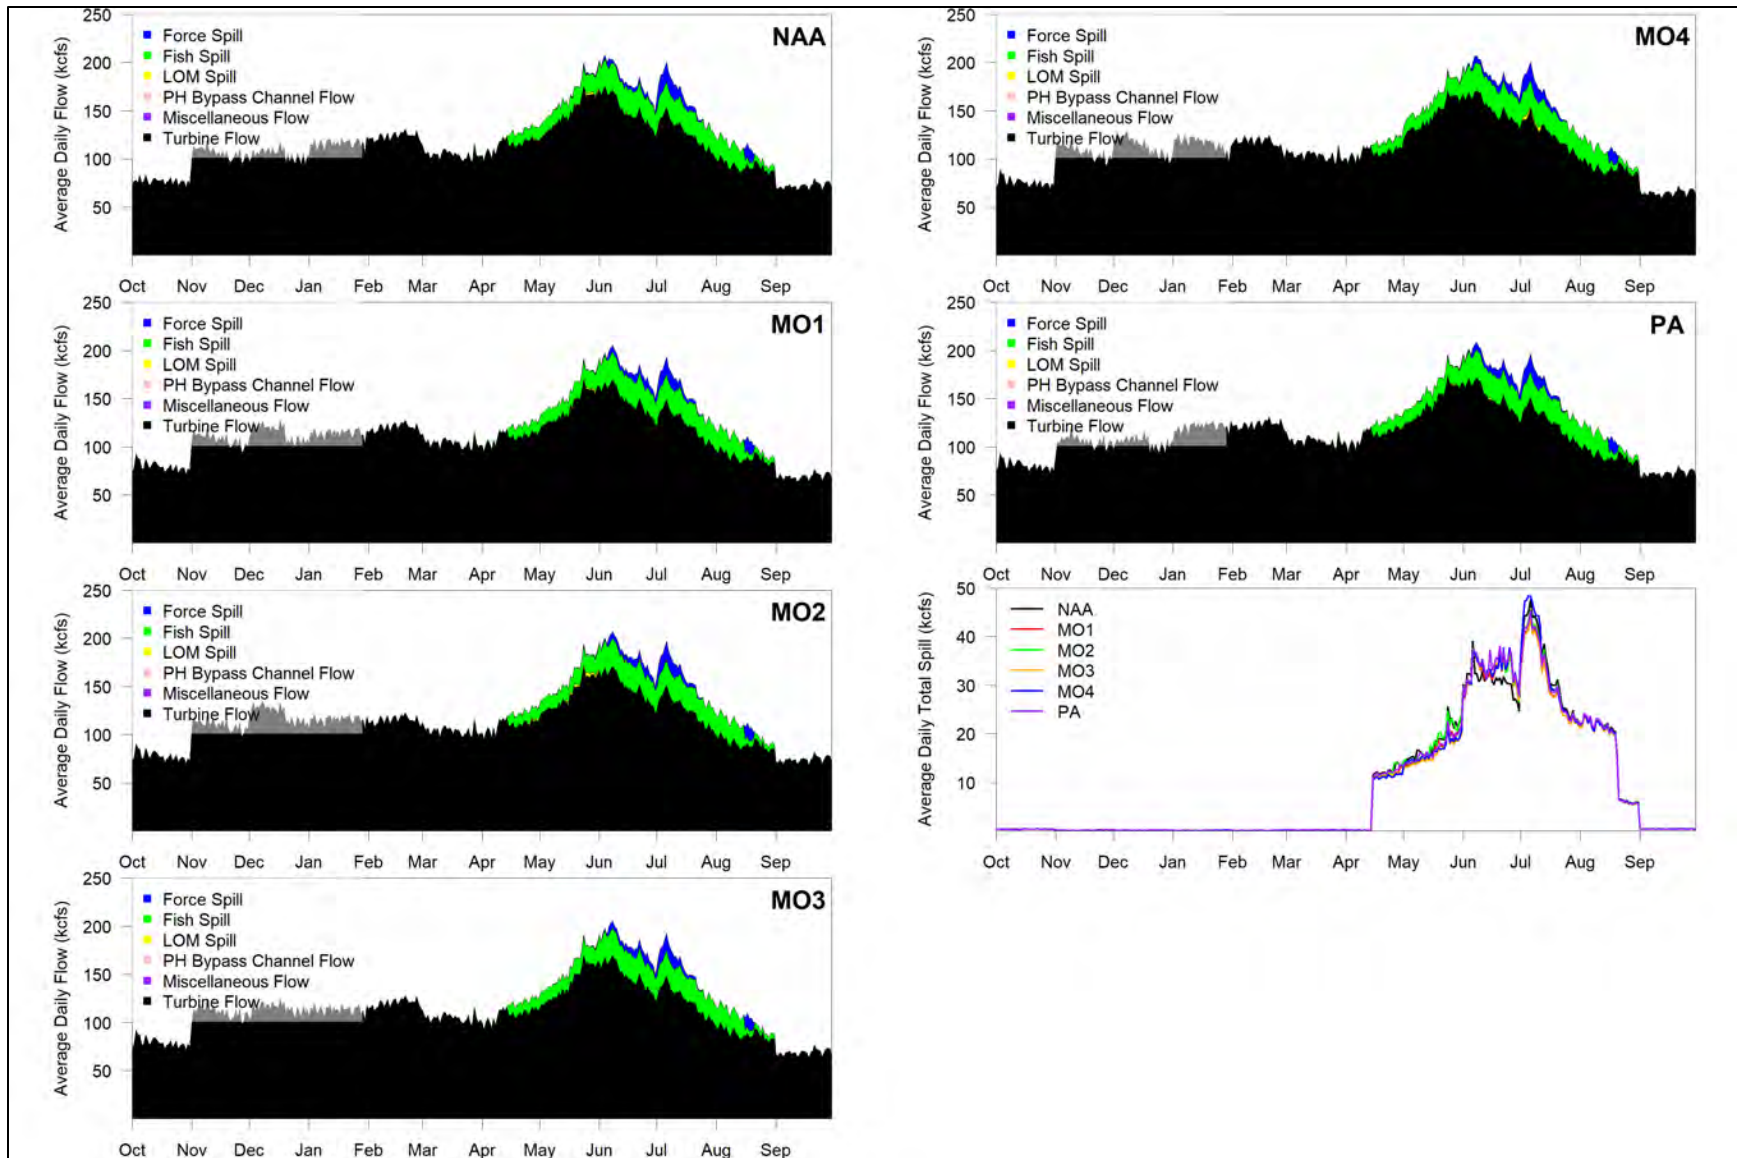 250
200
150
100
50
Average Daily Flow (kcfs)
Force Spill
Fish Spill
LOM Spill
PH Bypass Channel Flow
Miscellaneous Flow
Turbine Flow
NAA
Oct Nov Dec Jan Feb Mar Apr May Jun Jul Aug Sep
250
200
150
100
50
Average Daily Flow (kcfs)
Force Spill
Fish Spill
LOM Spill
PH Bypass Channel Flow
Miscellaneous Flow
Turbine Flow
MO4
Oct Nov Dec Jan Feb Mar Apr May Jun Jul Aug Sep
250
200
150
100
50
Average Daily Flow (kcfs)
Force Spill
Fish Spill
LOM Spill
PH Bypass Channel Flow
Miscellaneous Flow
Turbine Flow
MO1
Oct Nov Dec Jan Feb Mar Apr May Jun Jul Aug Sep
250
200
150
100
50
Average Daily Flow (kcfs)
Force Spill
Fish Spill
LOM Spill
PH Bypass Channel Flow
Miscellaneous Flow
Turbine Flow
PA
Oct Nov Dec Jan Feb Mar Apr May Jun Jul Aug Sep
250
200
150
100
50
Average Daily Flow (kcfs)
Force Spill
Fish Spill
LOM Spill
PH Bypass Channel Flow
Miscellaneous Flow
Turbine Flow
MO2
Oct Nov Dec Jan Feb Mar Apr May Jun Jul Aug Sep
50
40
30
20
10
Average Daily Total Spill (kcfs)
NAA
MO1
MO2
MO3
MO4
PA
Oct Nov Dec Jan Feb Mar Apr May Jun Jul Aug Sep
250
200
150
100
50
Average Daily Flow (kcfs)
Force Spill
Fish Spill
LOM Spill
PH Bypass Channel Flow
Miscellaneous Flow
Turbine Flow
MO3
Oct Nov Dec Jan Feb Mar Apr May Jun Jul Aug Sep